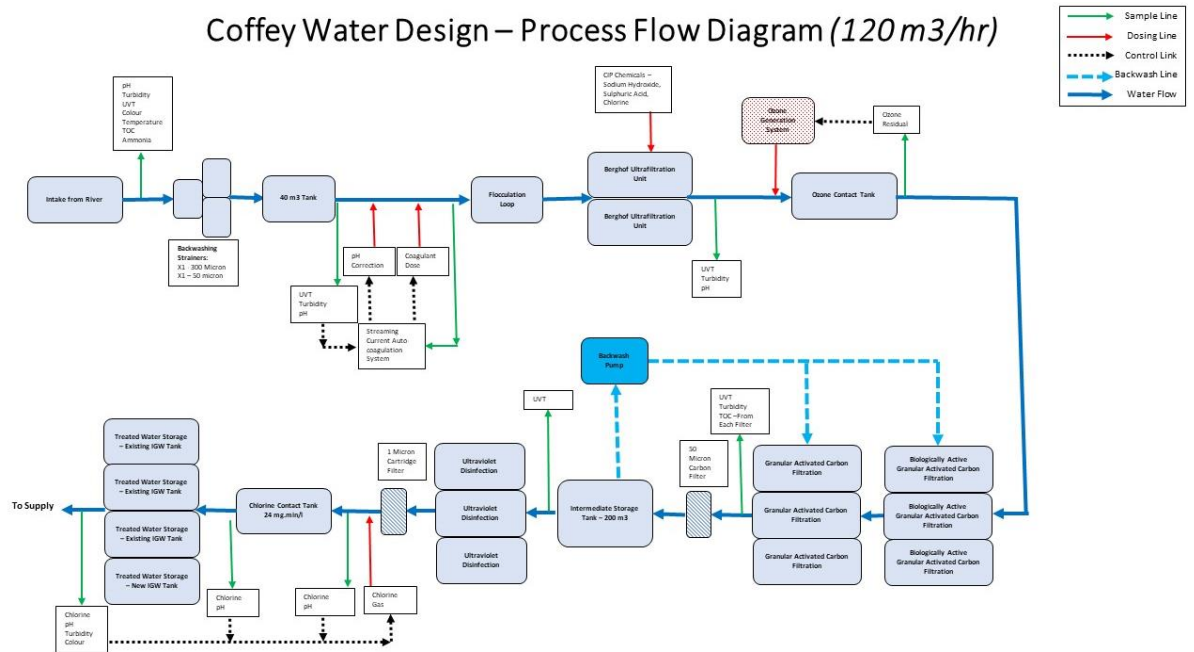 Coffey Water Design – Process Flow Diagram (120 m3/hr)
Sample Line
Dosing Line
Control Link
Backwash Line
Water Flow
pH
Turbidity
UVT
Colour
Temperature
TOC
Ammonia
CIP Chemicals –
Sodium Hydroxide,
Sulphuric Acid,
Chlorine
Ozone
Generation
System
Ozone
Residual
Intake from River
Backwashing
Strainers:
X1 - 300 Micron
X1 – 50 micron
40 m3 Tank
pH
Correction
Coagulant
Dose
UVT
Turbidity
pH
Streaming
Current Auto
coagulation
System
Flocculation
Loop
Berghof Ultrafiltration
Unit
Berghof Ultrafiltration
Unit
UVT
Turbidity
pH
Ozone Contact Tank
Backwash
Pump
Biologically Active
Granular Activated Carbon
Filtration
Biologically Active
Granular Activated Carbon
Filtration
Biologically Active
Granular Activated Carbon
Filtration
Granular Activated Carbon
Filtration
Granular Activated Carbon
Filtration
Granular Activated Carbon
Filtration
UVT
Turbidity
TOC –From
Each Filter
50
Micron
Carbon
Filter
Intermediate Storage
Tank – 200 m3
UVT
Ultraviolet
Disinfection
Ultraviolet
Disinfection
Ultraviolet
Disinfection
1 Micron
Cartridge
Filter
Chlorine
Gas
Chlorine
pH
Chlorine Contact Tank
24 mg.min/l
Chlorine
pH
Treated Water Storage
– Existing IGW Tank
Treated Water Storage
– Existing IGW Tank
Treated Water Storage
– Existing IGW Tank
Treated Water Storage
– New IGW Tank
To Supply
Chlorine
pH
Turbidity
Colour